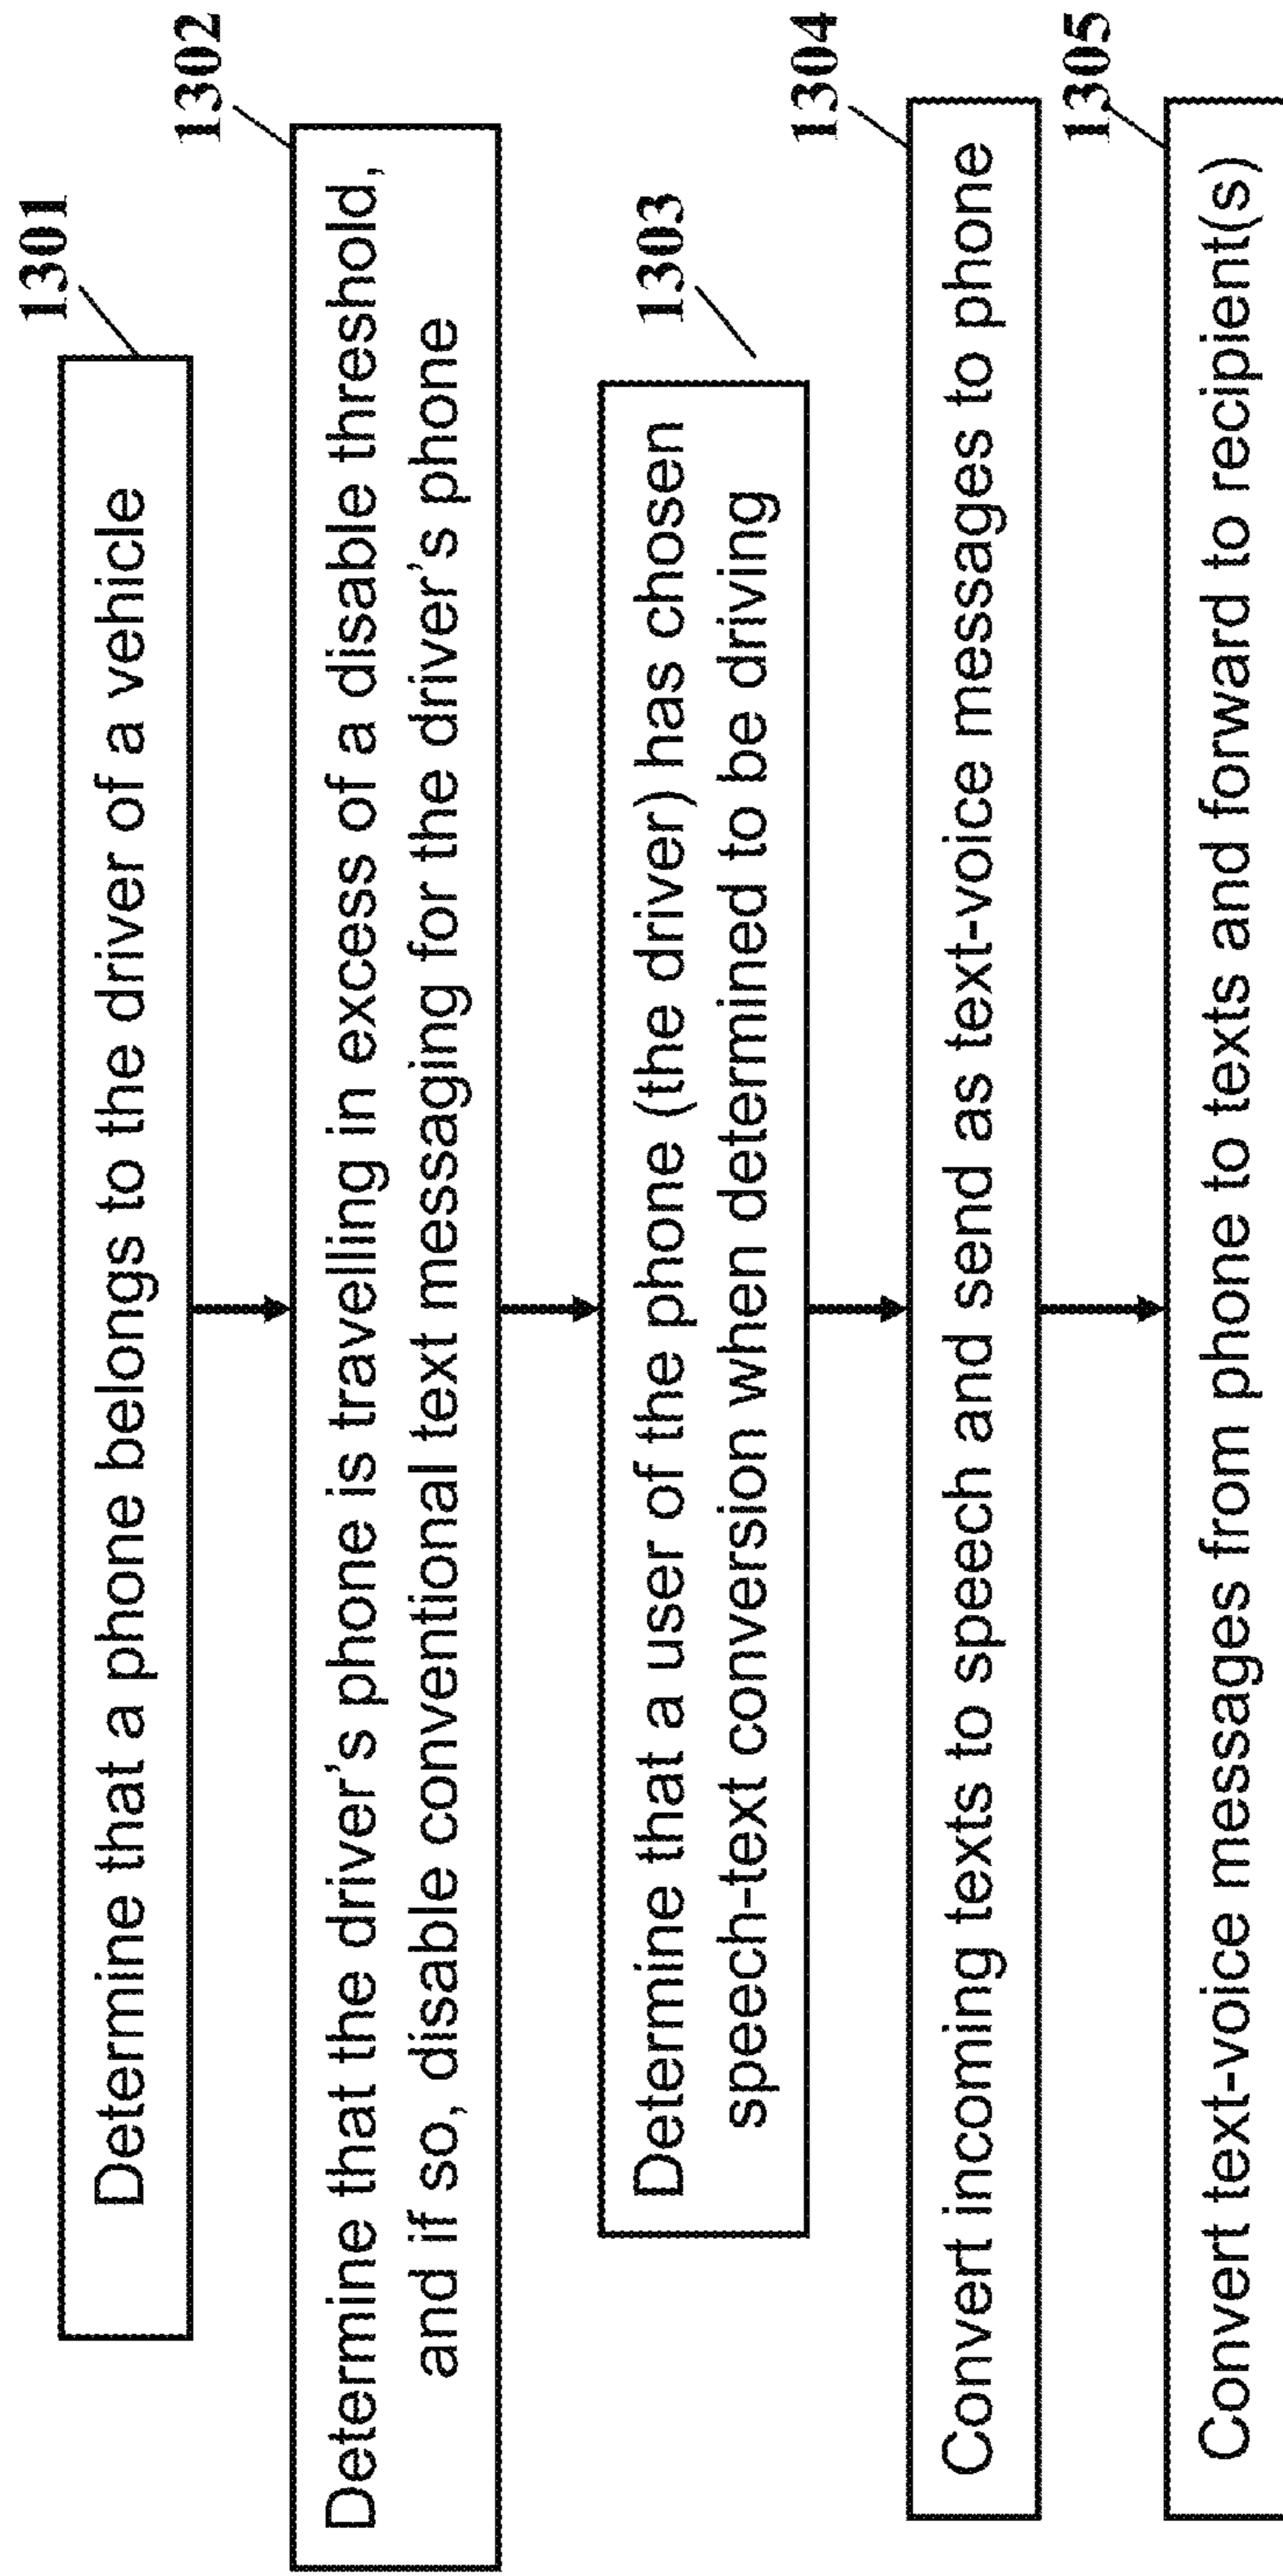 1301
Determine that a phone belongs to the driver of a vehicle
1302
Determine that the driver's phone is travelling in excess of a disable threshold,
and if so, disable conventional text messaging for the driver's phone
1303
Determine that a user of the phone (the driver) has chosen
speech-text conversion when determined to be driving
1304
Convert incoming texts to speech and send as text-voice messages to phone
1305
Convert text-voice messages from phone to texts and forward to recipient(s)